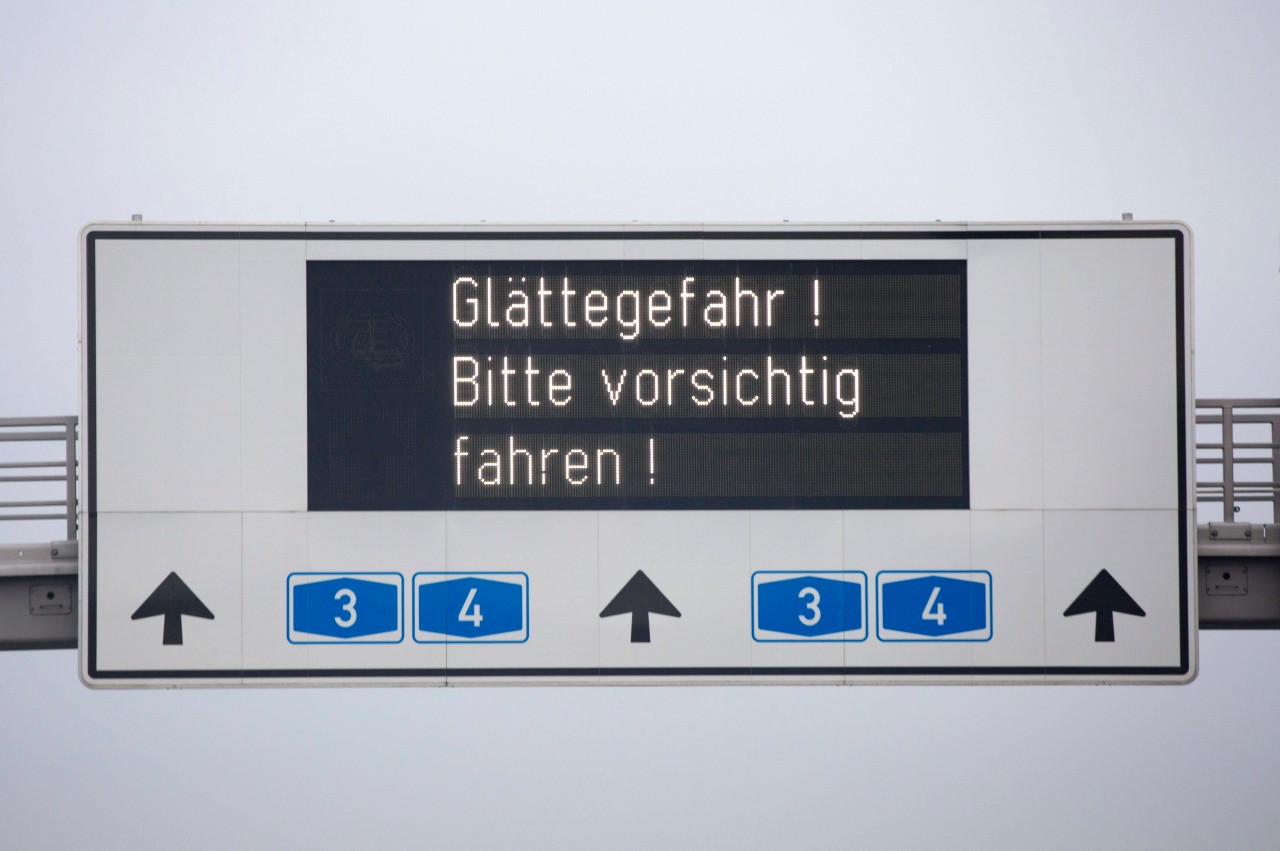 Glättegefahr !
Bitte vorsichtig
fahren !
3 4 3 4